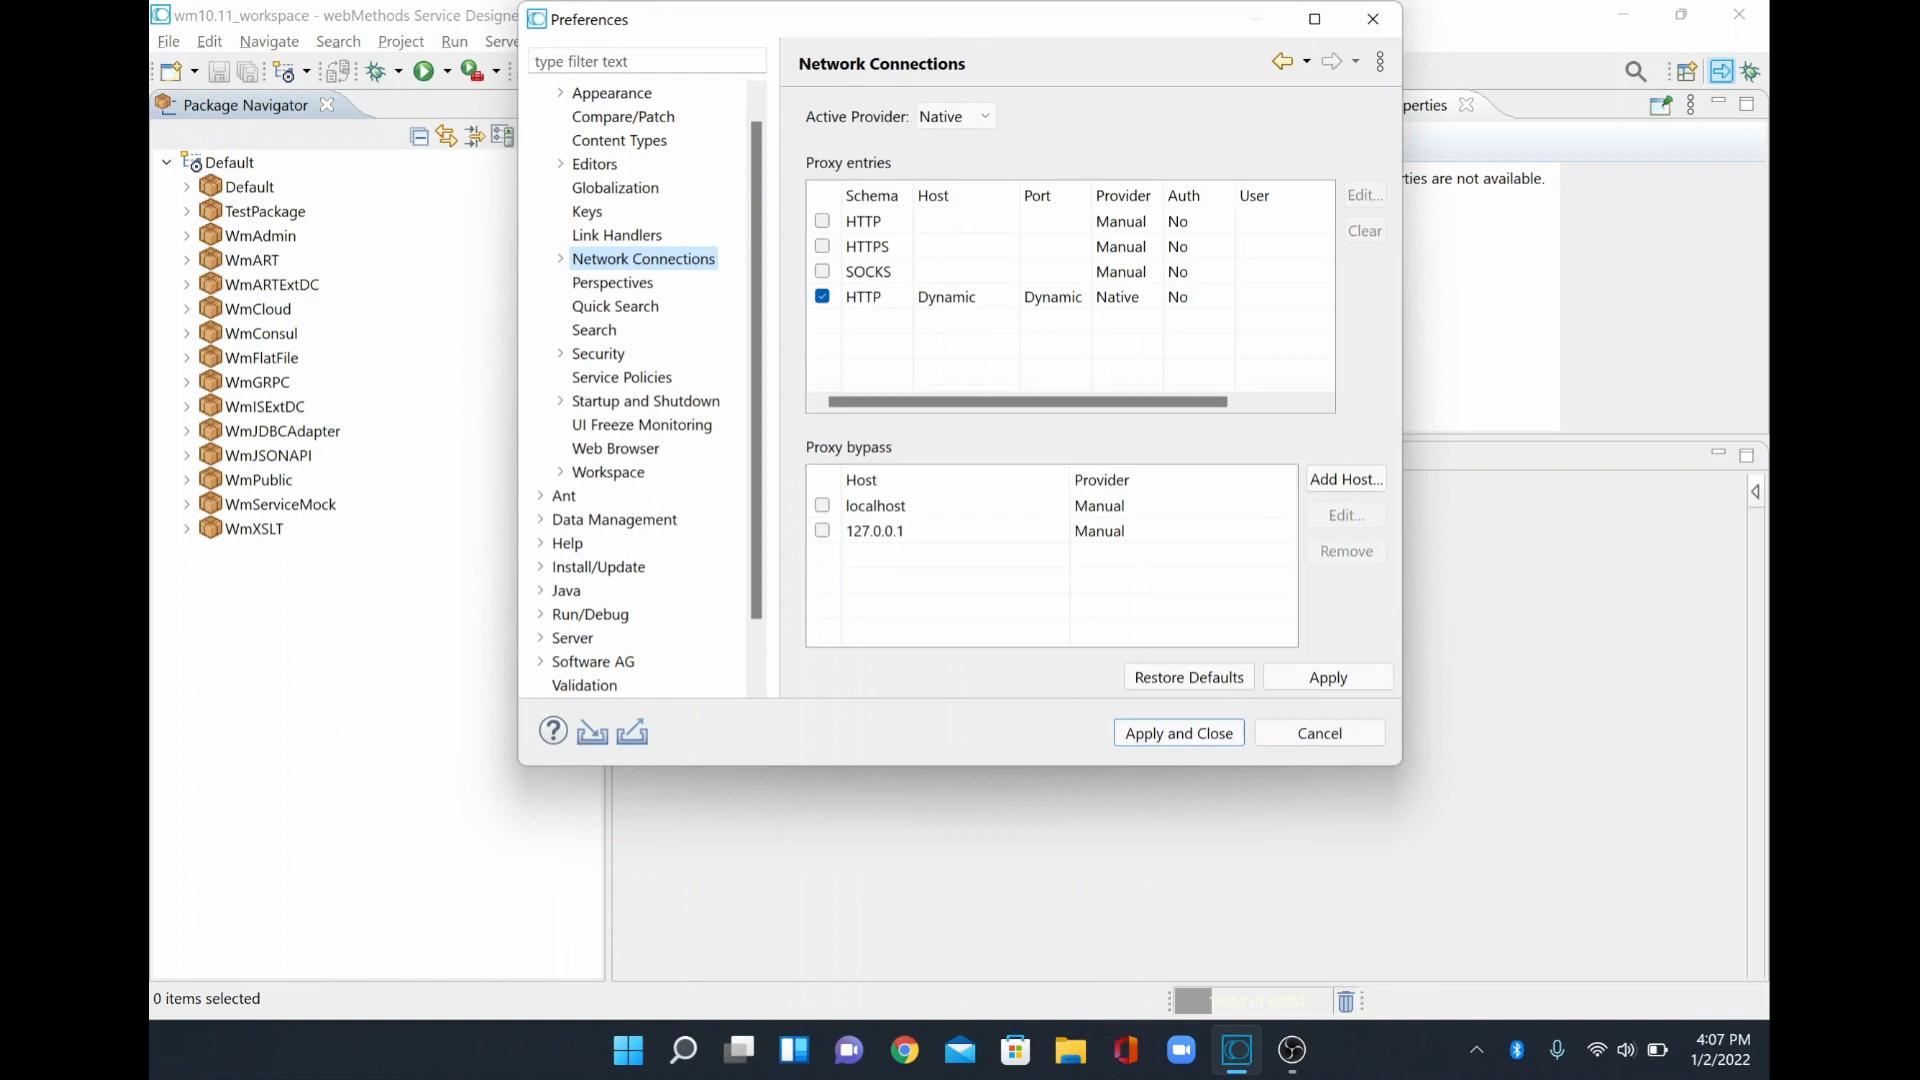 wm10.11_workspace - webMethods Service Designe
File Edit Navigate Search Project Run Serve
Package Navigator
Default
Default
TestPackage
WmAdmin
WmART
WmARTExtDC
WmCloud
WmConsul
WmFlatFile
WmGRPC
WmISExtDC
WmJDBCAdapter
WmJSONAPI
WmPublic
WmServiceMock
WmXSLT
0 items selected
Preferences
type filter text
Appearance
Compare/Patch
Content Types
Editors
Globalization
Keys
Link Handlers
Network Connections
Perspectives
Quick Search
Search
Security
Service Policies
Startup and Shutdown
UI Freeze Monitoring
Web Browser
Workspace
Ant
Data Management
Help
Install/Update
Java
Run/Debug
Server
Software AG
Validation
Network Connections
Active Provider: Native
Proxy entries
Schema Host Port Provider Auth User
HTTP Manual No
HTTPS Manual No
SOCKS Manual No
HTTP Dynamic Dynamic Native No
Edit...
Clear
Proxy bypass
Host Provider
localhost Manual
127.0.0.1 Manual
Add Host...
Edit...
Remove
Restore Defaults Apply
Apply and Close Cancel
perties
ties are not available.
165M of 698M
4:07 PM
1/2/2022